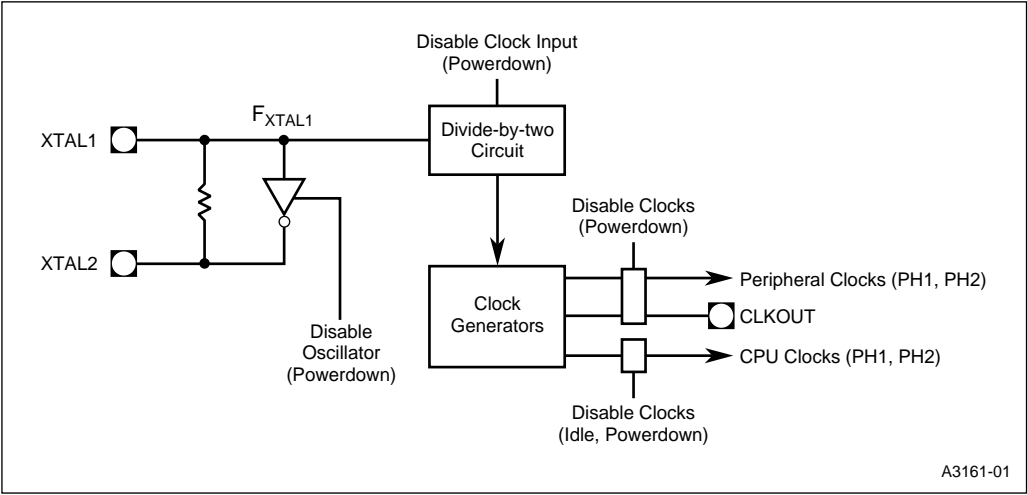 Disable Clock Input
(Powerdown)
FXTAL1
XTAL1
Divide-by-two
Circuit
Disable Clocks
(Powerdown)
XTAL2
Peripheral Clocks (PH1, PH2)
Clock
Generators
CLKOUT
Disable
Oscillator
(Powerdown)
CPU Clocks (PH1, PH2)
Disable Clocks
(Idle, Powerdown)
A3161-01